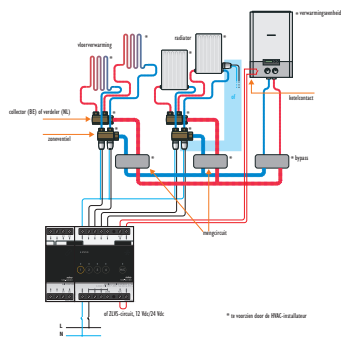 * verwarmingseenheid
radiator
*
vloerverwarming
*
*
*
ketelcontact
collector (BE) of verdeler (NL)
*
*
zoneventiel
*
*
*
*
* bypass
mengcircuit
of ZLVS-circuit, 12 Vdc/24 Vdc
* te voorzien door de HVAC-installateur
L
N